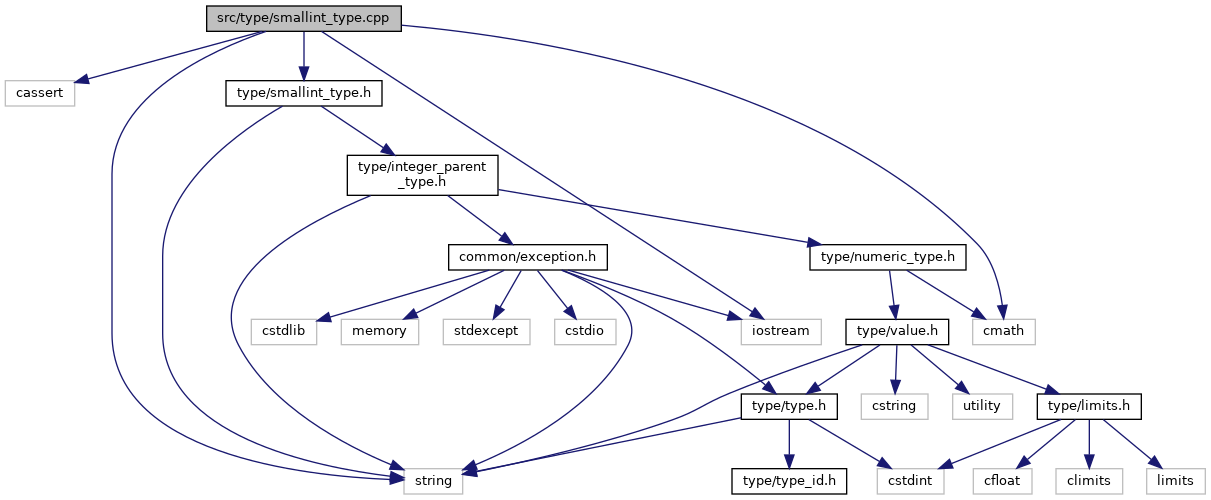 src/type/smallint_type.cpp
cassert
type/smallint_type.h
type/integer_parent
_type.h
common/exception.h
type/numeric_type.h
cstdlib
memory
stdexcept
cstdio
iostream
type/value.h
cmath
type/type.h
cstring
utility
type/limits.h
string
type/type_id.h
cstdint
cfloat
climits
limits